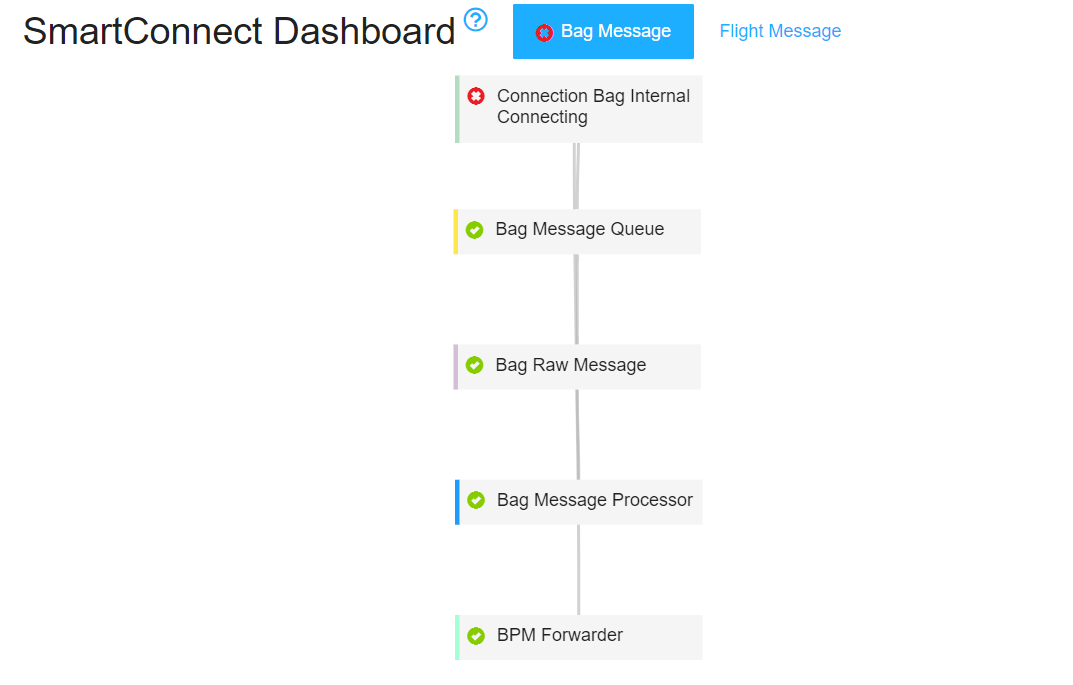 SmartConnect Dashboard ?
Bag Message
Flight Message
Connection Bag Internal
Connecting
Bag Message Queue
Bag Raw Message
Bag Message Processor
BPM Forwarder